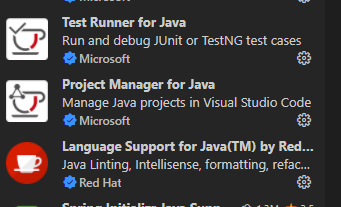 Test Runner for Java
Run and debug JUnit or TestNG test cases
Microsoft
Project Manager for Java
Manage Java projects in Visual Studio Code
Microsoft
Language Support for Java(TM) by Red...
Java Linting, Intellisense, formatting, refac...
Red Hat